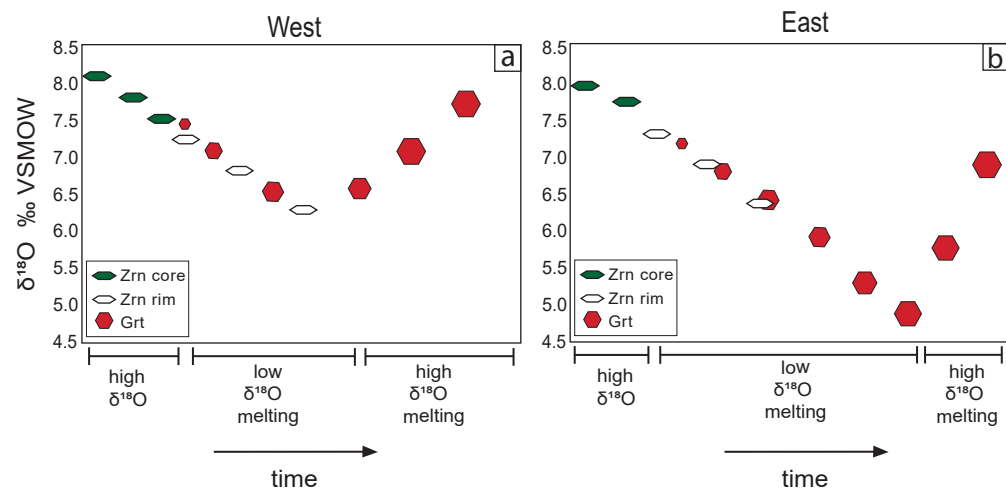 West
a
δ¹⁸O ‰ VSMOW
8.5
8.0
7.5
7.0
6.5
6.0
5.5
5.0
4.5
Zrn core
Zrn rim
Grt
high
δ¹⁸O
low
δ¹⁸O
melting
high
δ¹⁸O
melting
time
East
b
8.5
8.0
7.5
7.0
6.5
6.0
5.5
5.0
4.5
Zrn core
Zrn rim
Grt
high
δ¹⁸O
low
δ¹⁸O
melting
high
δ¹⁸O
melting
time